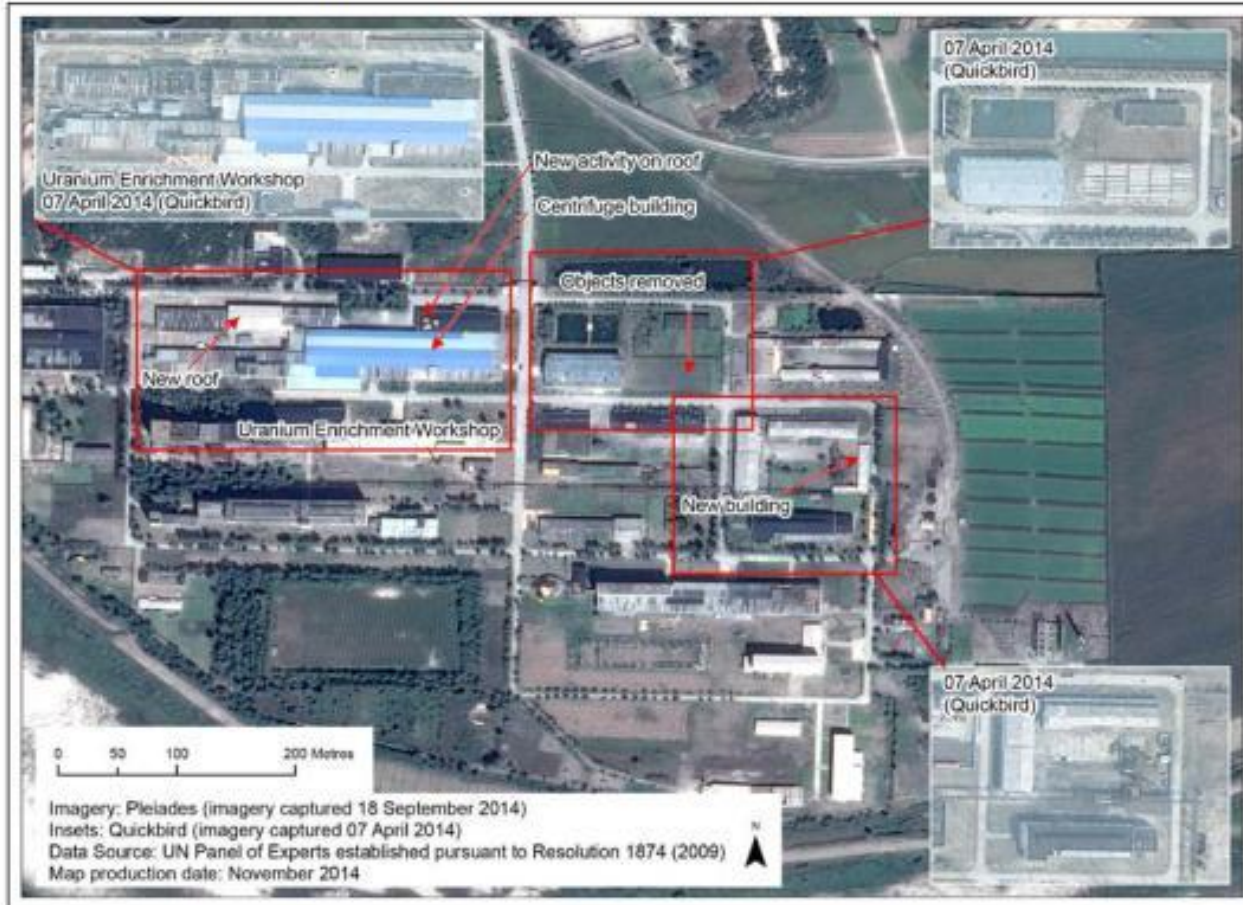 Uranium Enrichment Workshop
07 April 2014 (Quickbird)
07 April 2014
(Quickbird)
New activity on roof
Centrifuge building
Objects removed
New roof
Uranium Enrichment Workshop
New building
07 April 2014
(Quickbird)
0 50 100 200 Metres
Imagery: Pleiades (imagery captured 18 September 2014)
Insets: Quickbird (imagery captured 07 April 2014)
Data Source: UN Panel of Experts established pursuant to Resolution 1874 (2009)
Map production date: November 2014
N